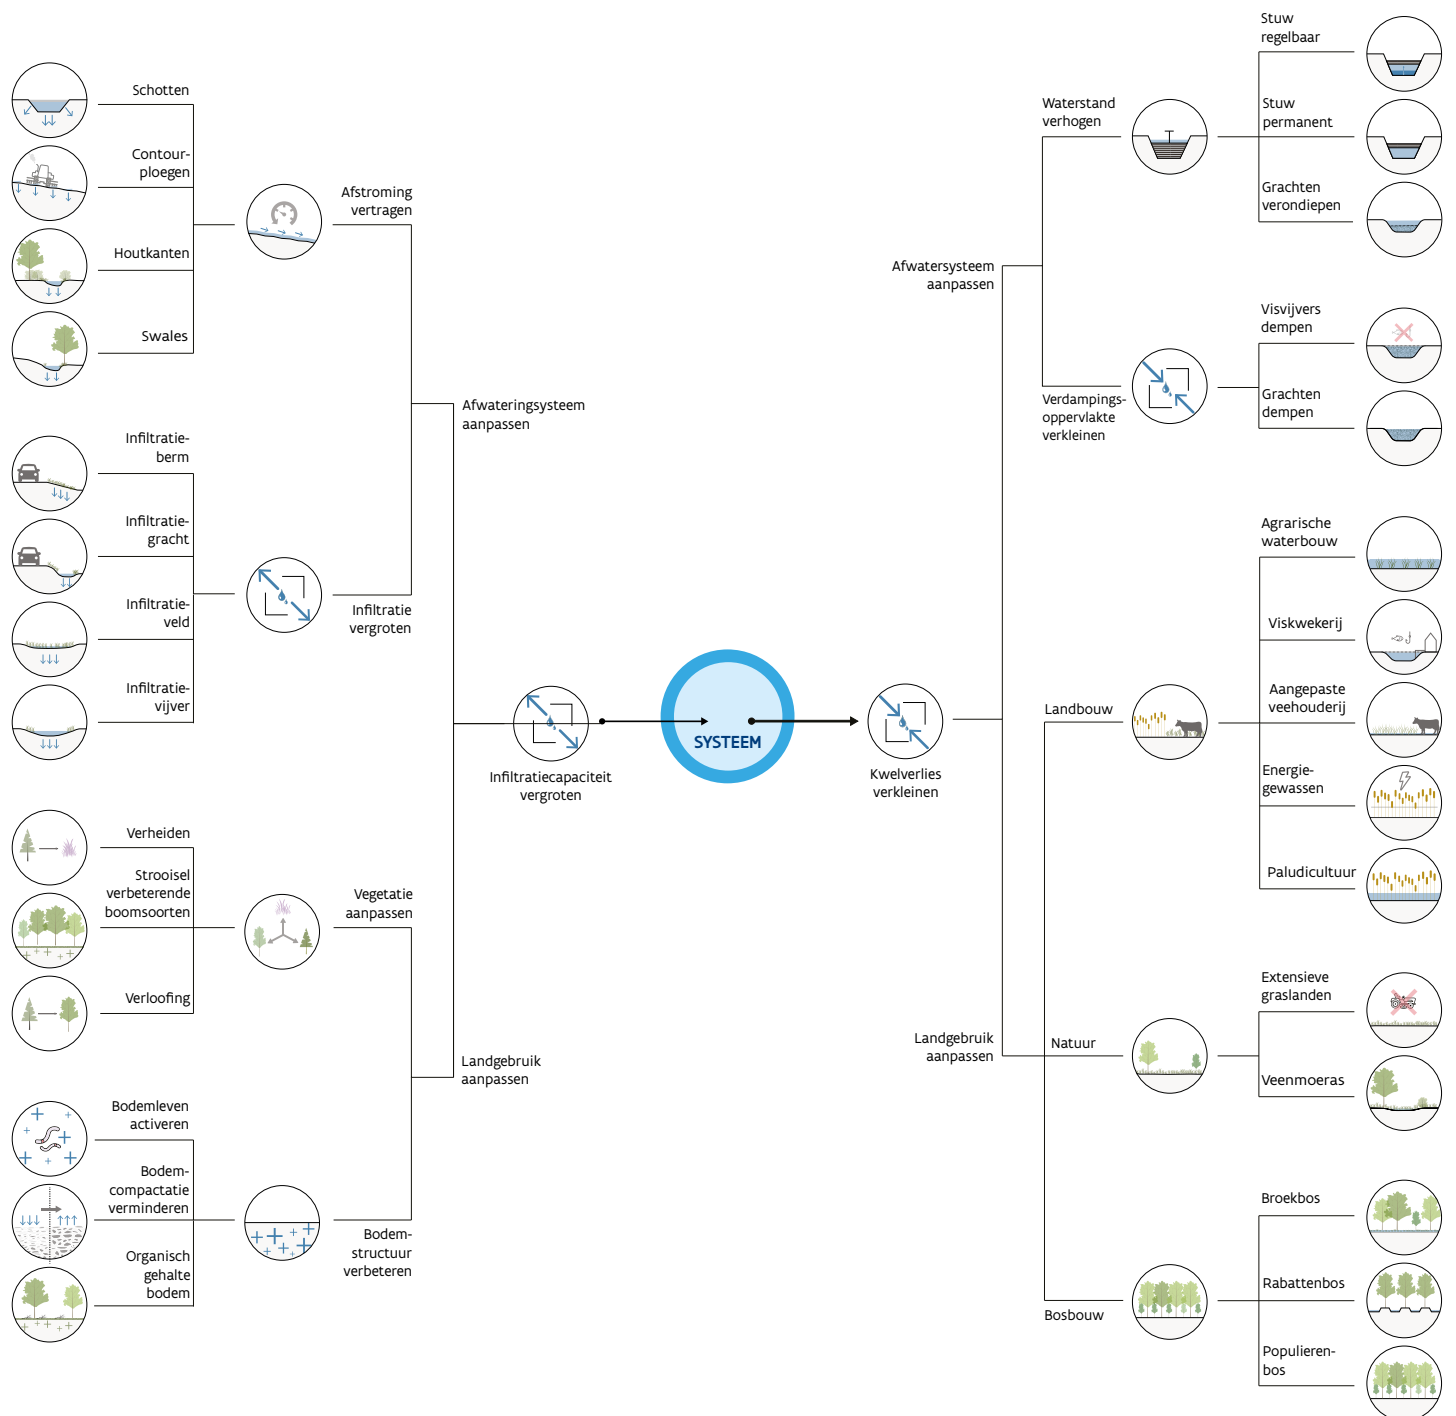 Schotten
Contour-
ploegen
Houtkanten
Swales
Afstroming
vertragen
Infiltratie-
berm
Infiltratie-
gracht
Infiltratie-
veld
Infiltratie-
vijver
Infiltratie
vergroten
Afwateringsysteem
aanpassen
Verheiden
Strooisel
verbeterende
boomsoorten
Verloofing
Vegetatie
aanpassen
Bodemleven
activeren
Bodem-
compactatie
verminderen
Organisch
gehalte
bodem
Bodem-
structuur
verbeteren
Landgebruik
aanpassen
Infiltratiecapaciteit
vergroten
SYSTEEM
Kwelverlies
verkleinen
Afwatersysteem
aanpassen
Waterstand
verhogen
Stuw
regelbaar
Stuw
permanent
Grachten
verondiepen
Verdampings-
oppervlakte
verkleinen
Visvijvers
dempen
Grachten
dempen
Landgebruik
aanpassen
Landbouw
Agrarische
waterbouw
Viskwekerij
Aangepaste
veehouderij
Energie-
gewassen
Paludicultuur
Natuur
Extensieve
graslanden
Veenmoeras
Bosbouw
Broekbos
Rabattenbos
Populieren-
bos